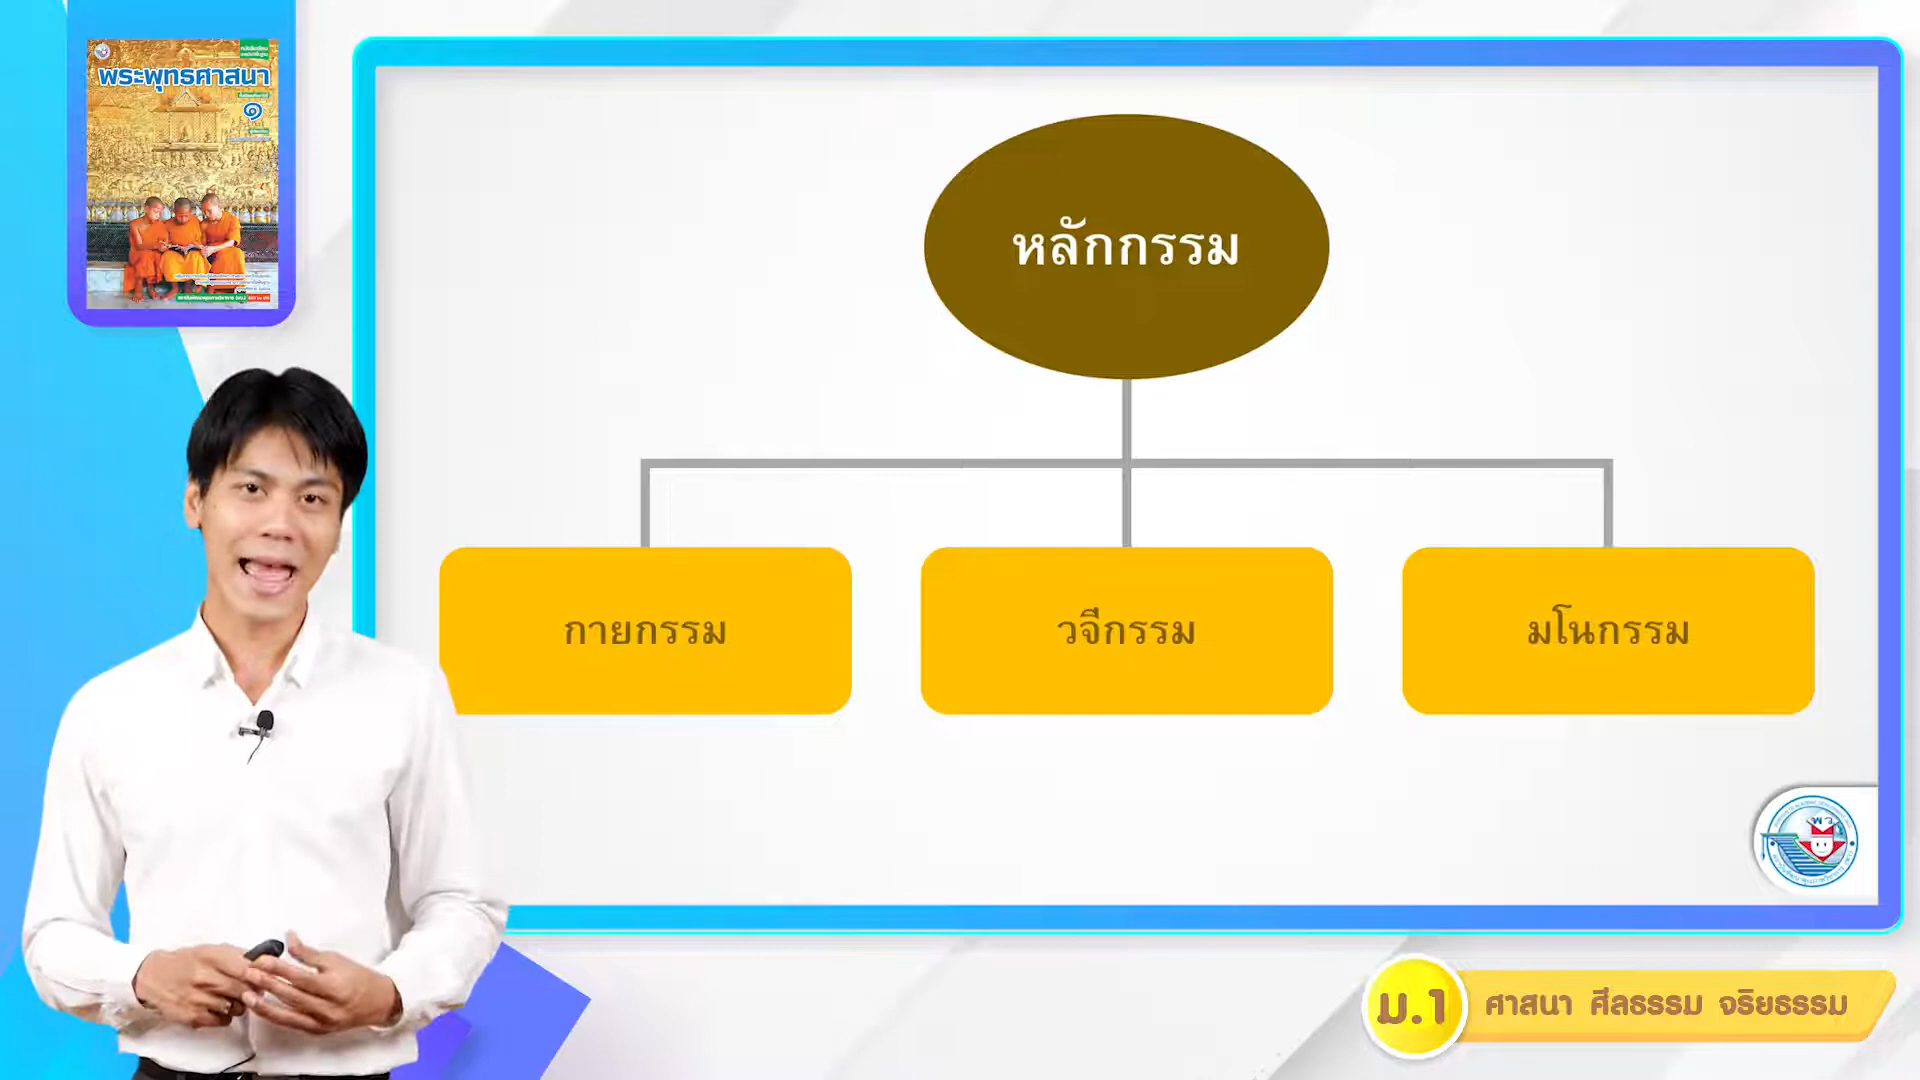 พระพุทธศาสนา
๑
หลักกรรม
กายกรรม
วจีกรรม
มโนกรรม
พว
ม.1
ศาสนา ศีลธรรม จริยธรรม